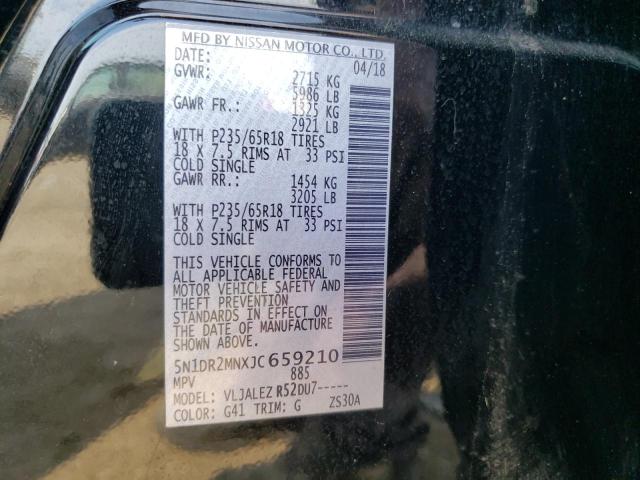 MFD BY NISSAN MOTOR CO., LTD.
DATE: 04/18
GVWR: 2715 KG
5986 LB
GAWR FR.: 1325 KG
2921 LB
WITH P235/65R18 TIRES
18 X 7.5 RIMS AT 33 PSI
COLD SINGLE
GAWR RR.: 1454 KG
3205 LB
WITH P235/65R18 TIRES
18 X 7.5 RIMS AT 33 PSI
COLD SINGLE
THIS VEHICLE CONFORMS TO
ALL APPLICABLE FEDERAL
MOTOR VEHICLE SAFETY AND
THEFT PREVENTION
STANDARDS IN EFFECT ON
THE DATE OF MANUFACTURE
SHOWN ABOVE.
5N1DR2MNXJC659210
MPV 885
MODEL: VLJALEZ R52DU7-----
COLOR: G41 TRIM: G ZS30A